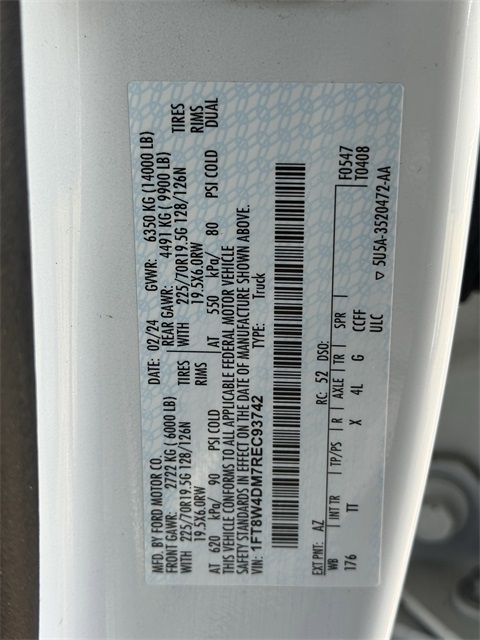 MFD. BY FORD MOTOR CO.
DATE: 02/24 GVWR: 6350 KG (14000 LB)
FRONT GAWR: 2722 KG (6000 LB) REAR GAWR: 4491 KG (9900 LB)
WITH 225/70R19.5G 128/126N TIRES WITH 225/70R19.5G 128/126N TIRES
19.5X6.0RW RIMS 19.5X6.0RW RIMS
AT 620 kPa/ 90 PSI COLD AT 550 kPa/ 80 PSI COLD DUAL
THIS VEHICLE CONFORMS TO ALL APPLICABLE FEDERAL MOTOR VEHICLE
SAFETY STANDARDS IN EFFECT ON THE DATE OF MANUFACTURE SHOWN ABOVE.
VIN: 1FT8W4DM7REC93742 TYPE: Truck
EXT PNT: AZ RC: 52 DSO: F0547
T0408
WB INT TR TP/PS R AXLE TR SPR
176 TT X 4L G CCFF
ULC ▽ 5U5A-3520472-AA